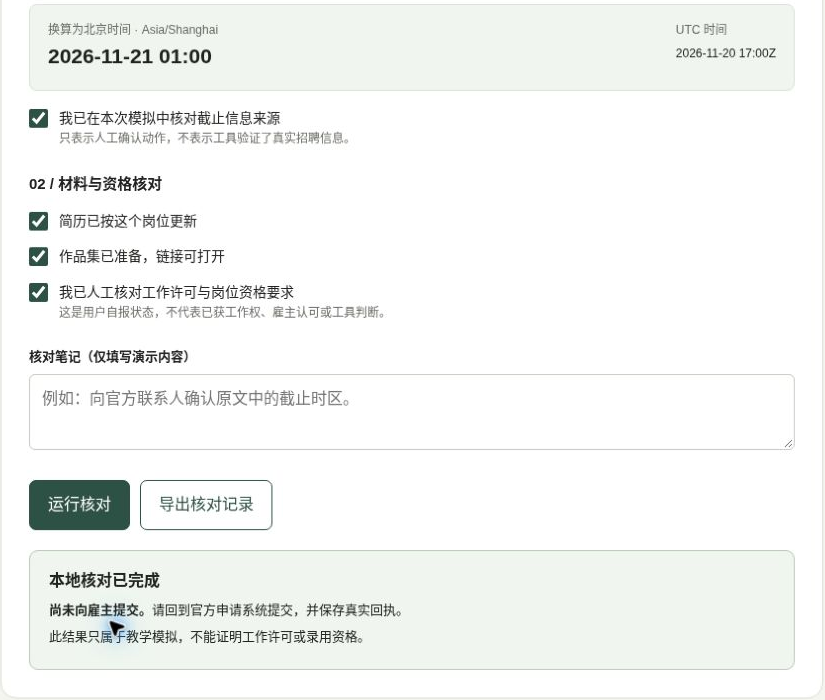 换算为北京时间 · Asia/Shanghai
2026-11-21 01:00
UTC 时间
2026-11-20 17:00Z
我已在本次模拟中核对截止信息来源
只表示人工确认动作，不表示工具验证了真实招聘信息。
02 / 材料与资格核对
简历已按这个岗位更新
作品集已准备，链接可打开
我已人工核对工作许可与岗位资格要求
这是用户自报状态，不代表已获工作权、雇主认可或工具判断。
核对笔记（仅填写演示内容）
例如：向官方联系人确认原文中的截止时区。
运行核对
导出核对记录
本地核对已完成
尚未向雇主提交。请回到官方申请系统提交，并保存真实回执。
此结果只属于教学模拟，不能证明工作许可或录用资格。